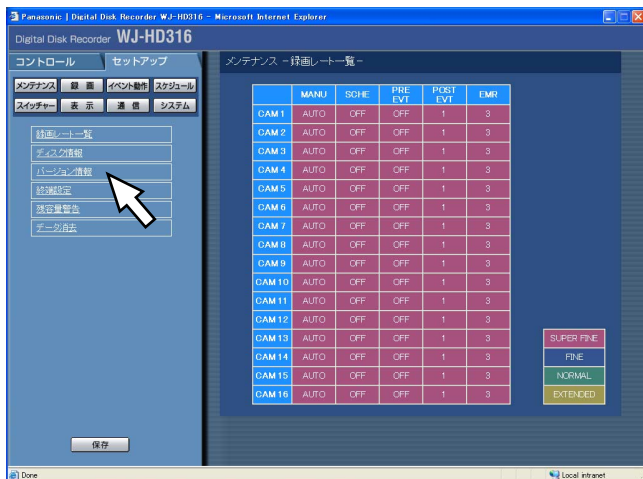 Panasonic | Digital Disk Recorder WJ-HD316 - Microsoft Internet Explorer
Digital Disk Recorder WJ-HD316
コントロール セットアップ
メンテナンス 録画 イベント動作 スケジュール
スイッチャー 表示 通信 システム
録画レート一覧
ディスク情報
バージョン情報
終端設定
残容量警告
データ消去
保存
メンテナンス －録画レート一覧－
MANU SCHE PRE EVT POST EVT EMR
CAM 1 AUTO OFF OFF 1 3
CAM 2 AUTO OFF OFF 1 3
CAM 3 AUTO OFF OFF 1 3
CAM 4 AUTO OFF OFF 1 3
CAM 5 AUTO OFF OFF 1 3
CAM 6 AUTO OFF OFF 1 3
CAM 7 AUTO OFF OFF 1 3
CAM 8 AUTO OFF OFF 1 3
CAM 9 AUTO OFF OFF 1 3
CAM 10 AUTO OFF OFF 1 3
CAM 11 AUTO OFF OFF 1 3
CAM 12 AUTO OFF OFF 1 3
CAM 13 AUTO OFF OFF 1 3
CAM 14 AUTO OFF OFF 1 3
CAM 15 AUTO OFF OFF 1 3
CAM 16 AUTO OFF OFF 1 3
SUPER FINE
FINE
NORMAL
EXTENDED
Done
Local intranet